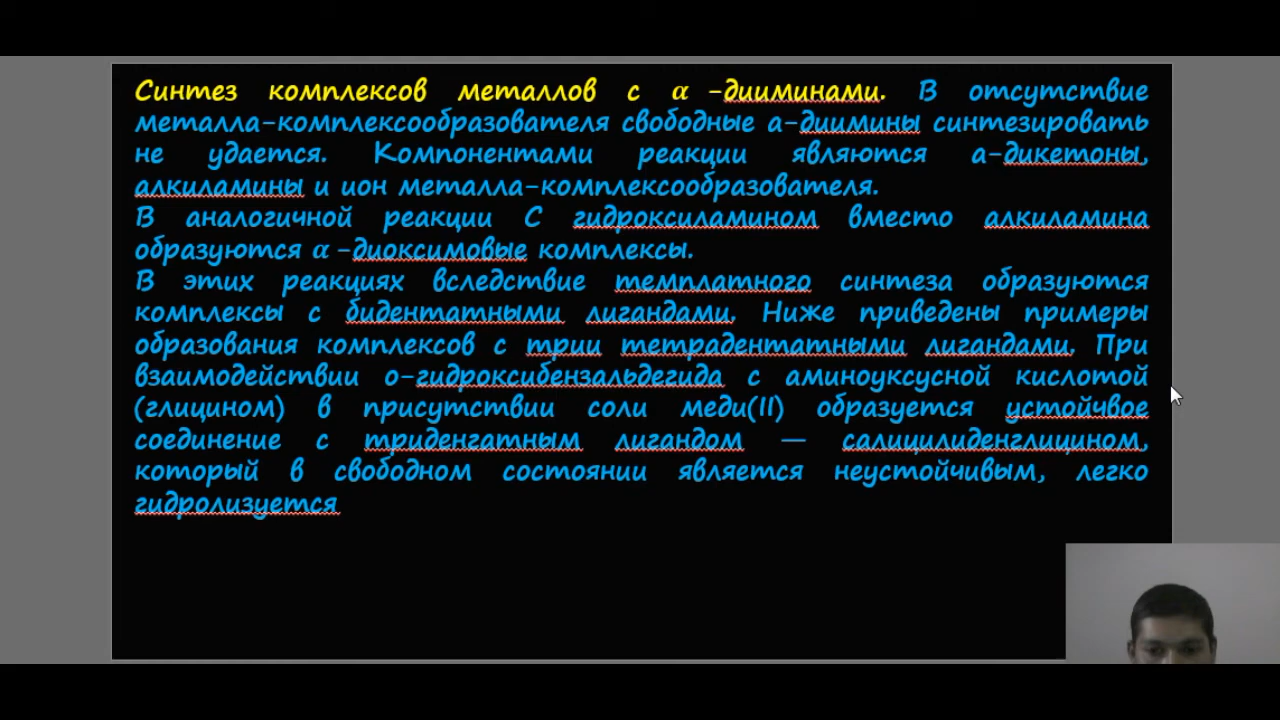 Синтез комплексов металлов с α -дииминами. В отсутствие
металла-комплексообразователя свободные а-диимины синтезировать
не удается. Компонентами реакции являются а-дикетоны,
алкиламины и ион металла-комплексообразователя.
В аналогичной реакции С гидроксиламином вместо алкиламина
образуются α -диоксимовые комплексы.
В этих реакциях вследствие темплатного синтеза образуются
комплексы с бидентатными лигандами. Ниже приведены примеры
образования комплексов с трии тетрадентатными лигандами. При
взаимодействии о-гидроксибензальдегида с аминоуксусной кислотой
(глицином) в присутствии соли меди(II) образуется устойчвое
соединение с триденгатным лигандом — салицилиденглицином,
который в свободном состоянии является неустойчивым, легко
гидролизуется